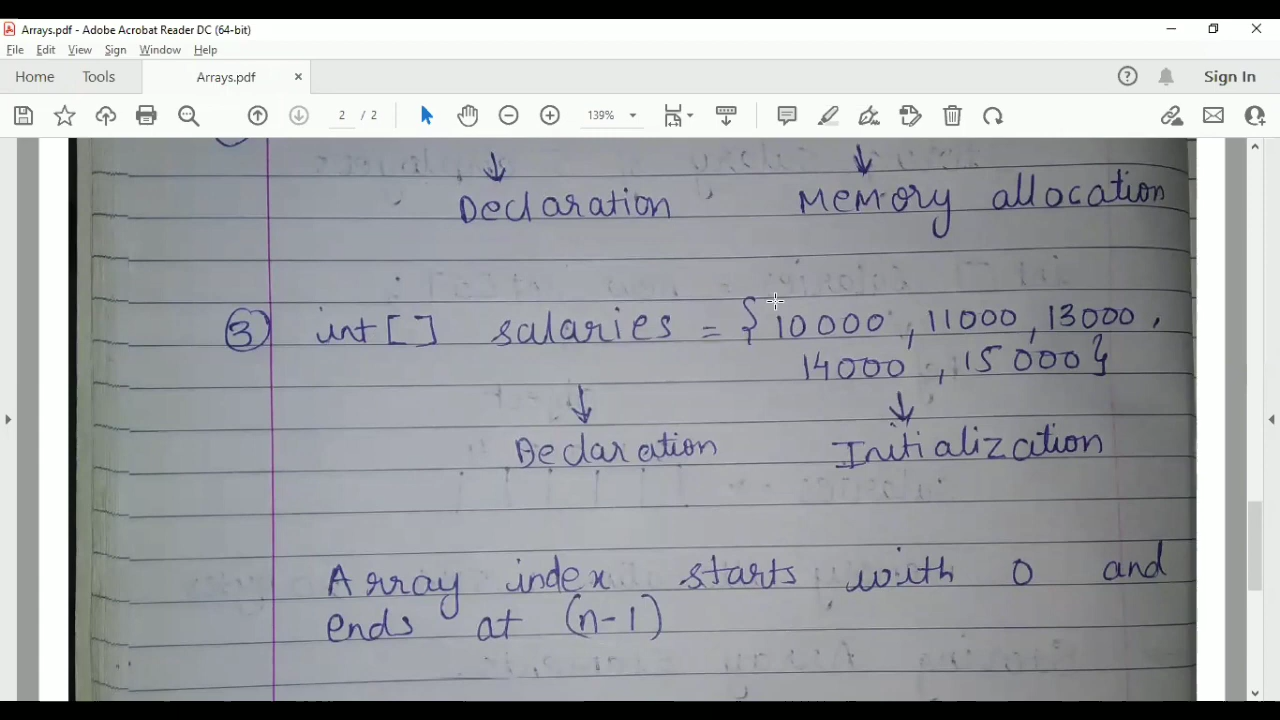 Arrays.pdf - Adobe Acrobat Reader DC (64-bit)
File Edit View Sign Window Help
Home Tools Arrays.pdf × Sign In
2 / 2 139%
Declaration Memory allocation
3 int [ ] salaries = { 10000 , 11000 , 13000 ,
14000 , 15000 }
Declaration Initialization
Array index starts with 0 and
ends at (n-1)